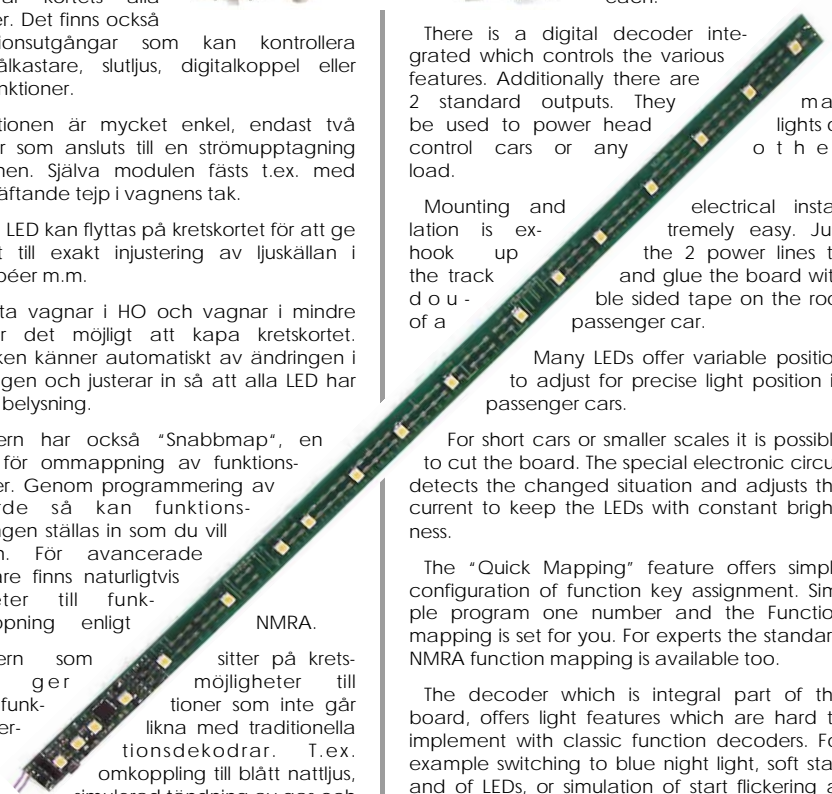 kortets alla
er. Det finns också
ionsutgångar som kan kontrollera
ålkastare, slutljus, digitalkoppel eller
nktioner.
tionen är mycket enkel, endast två
r som ansluts till en strömupptagning
nen. Själva modulen fästs t.ex. med
äftande tejp i vagnens tak.
LED kan flyttas på kretskortet för att ge
t till exakt injustering av ljuskällan i
péer m.m.
ta vagnar i HO och vagnar i mindre
r det möjligt att kapa kretskortet.
ken känner automatiskt av ändringen i
gen och justerar in så att alla LED har
belysning.
ern har också “Snabbmap“, en
för ommappning av funktions-
er. Genom programmering av
rde så kan funktions-
gen ställas in som du vill
n. För avancerade
are finns naturligtvis
eter till funk-
ppning enligt NMRA.
ern som sitter på krets-
ger möjligheter till
funk- tioner som inte går
er- likna med traditionella
tionsdekodrar. T.ex.
omkoppling till blått nattljus,
simulerad tändning av gas och
each.
There is a digital decoder inte-
grated which controls the various
features. Additionally there are
2 standard outputs. They ma
be used to power head lights o
control cars or any othe
load.
Mounting and electrical insta
lation is ex- tremely easy. Ju
hook up the 2 power lines t
the track and glue the board wit
dou- ble sided tape on the roo
of a passenger car.
Many LEDs offer variable positio
to adjust for precise light position i
passenger cars.
For short cars or smaller scales it is possibl
to cut the board. The special electronic circu
detects the changed situation and adjusts th
current to keep the LEDs with constant brigh
ness.
The “Quick Mapping” feature offers simpl
configuration of function key assignment. Sim
ple program one number and the Functio
mapping is set for you. For experts the standar
NMRA function mapping is available too.
The decoder which is integral part of th
board, offers light features which are hard t
implement with classic function decoders. Fo
example switching to blue night light, soft sta
and of LEDs, or simulation of start flickering a